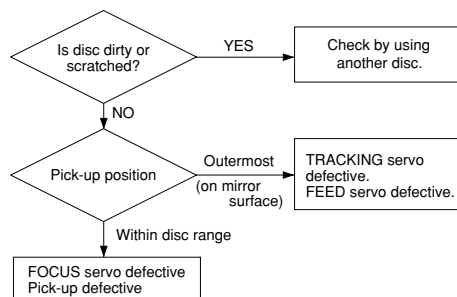 Is disc dirty or
scratched?
YES
Check by using
another disc.
NO
Pick-up position
Outermost
(on mirror
surface)
TRACKING servo
defective.
FEED servo defective.
Within disc range
FOCUS servo defective
Pick-up defective